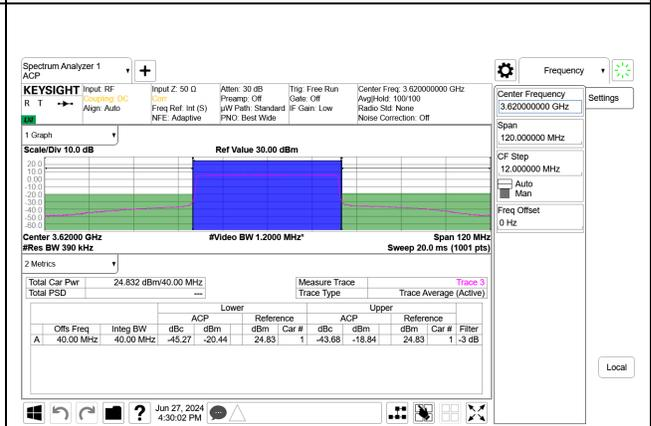 Spectrum Analyzer 1
ACP
Frequency
KEYSIGHT Input: RF Input Z: 50 Ω Atten: 30 dB Trig: Free Run Center Freq: 3.620000000 GHz
R T Coupling: DC Corr Preamp: Off Gate: Off Avg|Hold: 100/100
Align: Auto Freq Ref: Int (S) µW Path: Standard IF Gain: Low Radio Std: None
NFE: Adaptive PNO: Best Wide Noise Correction: Off
Center Frequency
3.620000000 GHz
Settings
Span
120.000000 MHz
CF Step
12.000000 MHz
Auto
Man
Freq Offset
0 Hz
1 Graph
Scale/Div 10.0 dB Ref Value 30.00 dBm
20.0
10.0
0.00
-10.0
-20.0
-30.0
-40.0
-50.0
-60.0
Center 3.62000 GHz #Video BW 1.2000 MHz* Span 120 MHz
#Res BW 390 kHz Sweep 20.0 ms (1001 pts)
2 Metrics
Total Car Pwr 24.832 dBm/40.00 MHz Measure Trace Trace 3
Total PSD --- Trace Type Trace Average (Active)
Lower Upper
ACP Reference ACP Reference
Offs Freq Integ BW dBc dBm dBm Car # dBc dBm dBm Car # Filter
A 40.00 MHz 40.00 MHz -45.27 -20.44 24.83 1 -43.68 -18.84 24.83 1 -3 dB
Local
Jun 27, 2024
4:30:02 PM